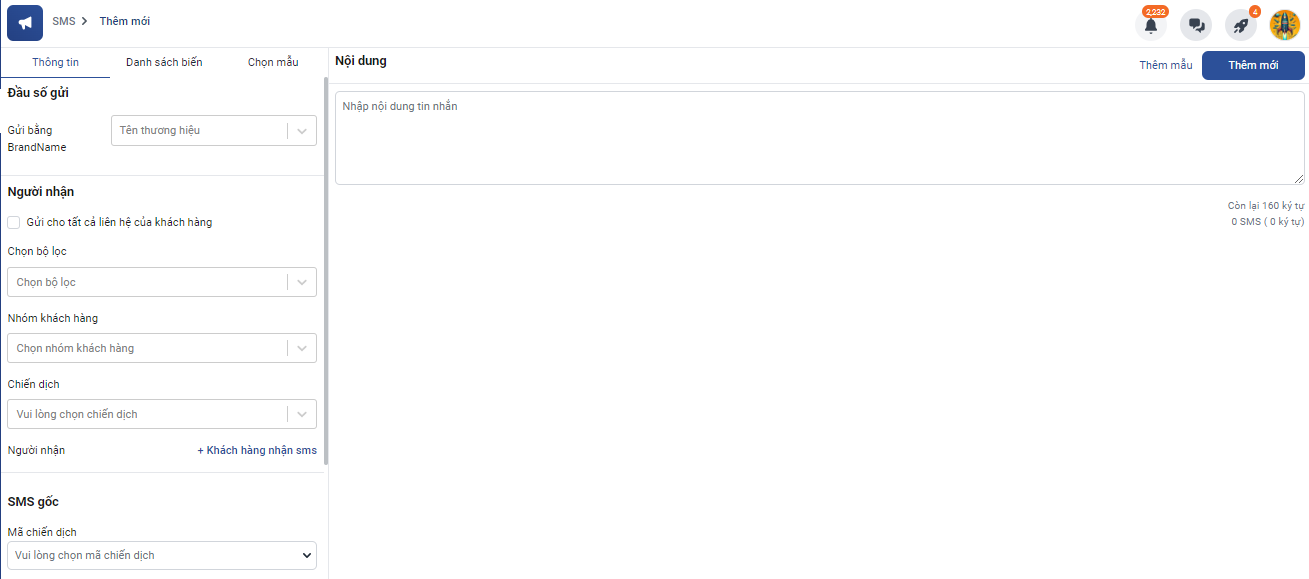 SMS > Thêm mới
2,232
4
Thông tin
Danh sách biến
Chọn mẫu
Đầu số gửi
Gửi bằng
BrandName
Tên thương hiệu
Người nhận
Gửi cho tất cả liên hệ của khách hàng
Chọn bộ lọc
Chọn bộ lọc
Nhóm khách hàng
Chọn nhóm khách hàng
Chiến dịch
Vui lòng chọn chiến dịch
Người nhận
+ Khách hàng nhận sms
SMS gốc
Mã chiến dịch
Vui lòng chọn mã chiến dịch
Nội dung
Thêm mẫu
Thêm mới
Nhập nội dung tin nhắn
Còn lại 160 ký tự
0 SMS ( 0 ký tự)